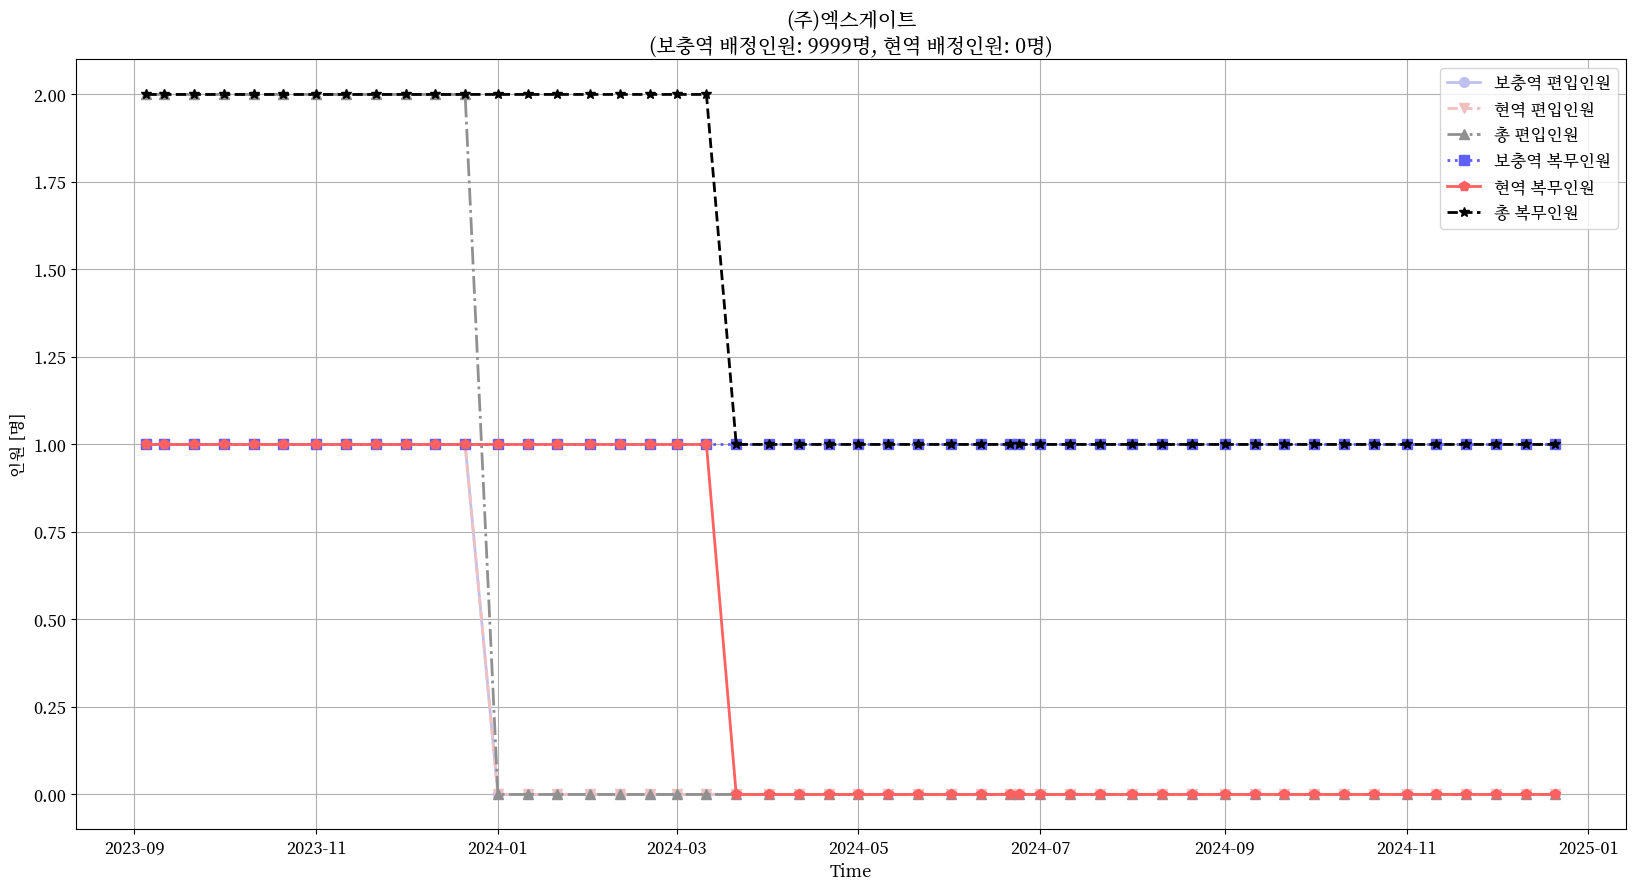 (주)엑스게이트
(보충역 배정인원: 9999명, 현역 배정인원: 0명)
보충역 편입인원
현역 편입인원
총 편입인원
보충역 복무인원
현역 복무인원
총 복무인원
인원 [명]
2.00
1.75
1.50
1.25
1.00
0.75
0.50
0.25
0.00
2023-09 2023-11 2024-01 2024-03 2024-05 2024-07 2024-09 2024-11 2025-01
Time